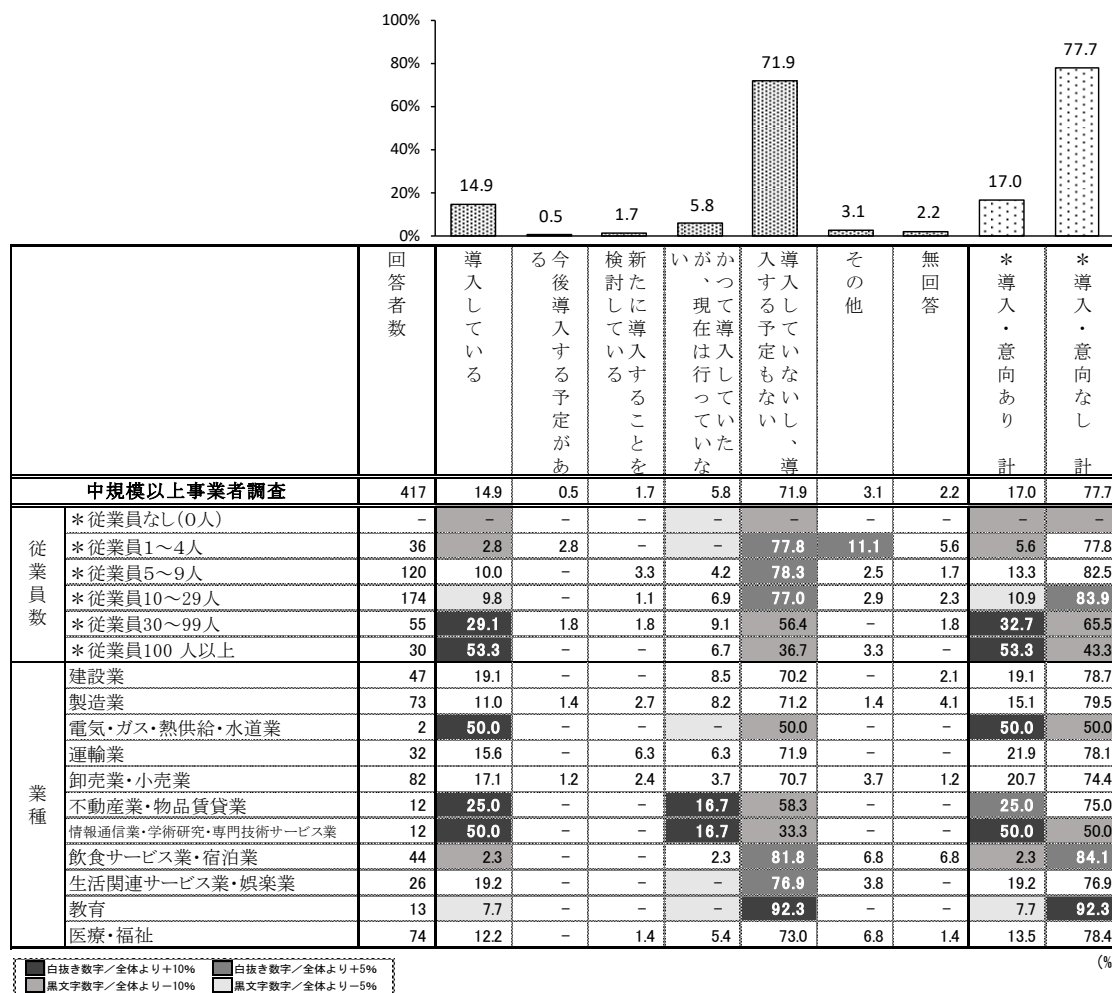 100%
80%
60%
40%
20%
0%
14.9
0.5
1.7
5.8
71.9
3.1
2.2
17.0
77.7
回答者数
導入している
今後導入する予定があ
る
新たに導入することを
検討している
かつて導入していた
が、現在は行っていな
い
導入していないし、導
入する予定もない
その他
無回答
*導入・意向あり 計
*導入・意向なし 計
中規模以上事業者調査 417 14.9 0.5 1.7 5.8 71.9 3.1 2.2 17.0 77.7
従業員数
*従業員なし(0人) – – – – – – – – – –
*従業員1〜4人 36 2.8 2.8 – – 77.8 11.1 5.6 5.6 77.8
*従業員5〜9人 120 10.0 – 3.3 4.2 78.3 2.5 1.7 13.3 82.5
*従業員10〜29人 174 9.8 – 1.1 6.9 77.0 2.9 2.3 10.9 83.9
*従業員30〜99人 55 29.1 1.8 1.8 9.1 56.4 – 1.8 32.7 65.5
*従業員100 人以上 30 53.3 – – 6.7 36.7 3.3 – 53.3 43.3
業種
建設業 47 19.1 – – 8.5 70.2 – 2.1 19.1 78.7
製造業 73 11.0 1.4 2.7 8.2 71.2 1.4 4.1 15.1 79.5
電気・ガス・熱供給・水道業 2 50.0 – – – 50.0 – – 50.0 50.0
運輸業 32 15.6 – 6.3 6.3 71.9 – – 21.9 78.1
卸売業・小売業 82 17.1 1.2 2.4 3.7 70.7 3.7 1.2 20.7 74.4
不動産業・物品賃貸業 12 25.0 – – 16.7 58.3 – – 25.0 75.0
情報通信業・学術研究・専門技術サービス業 12 50.0 – – 16.7 33.3 – – 50.0 50.0
飲食サービス業・宿泊業 44 2.3 – – 2.3 81.8 6.8 6.8 2.3 84.1
生活関連サービス業・娯楽業 26 19.2 – – – 76.9 3.8 – 19.2 76.9
教育 13 7.7 – – – 92.3 – – 7.7 92.3
医療・福祉 74 12.2 – 1.4 5.4 73.0 6.8 1.4 13.5 78.4
(%
白抜き数字/全体より+10% 白抜き数字/全体より+5%
黒文字数字/全体より−10% 黒文字数字/全体より−5%